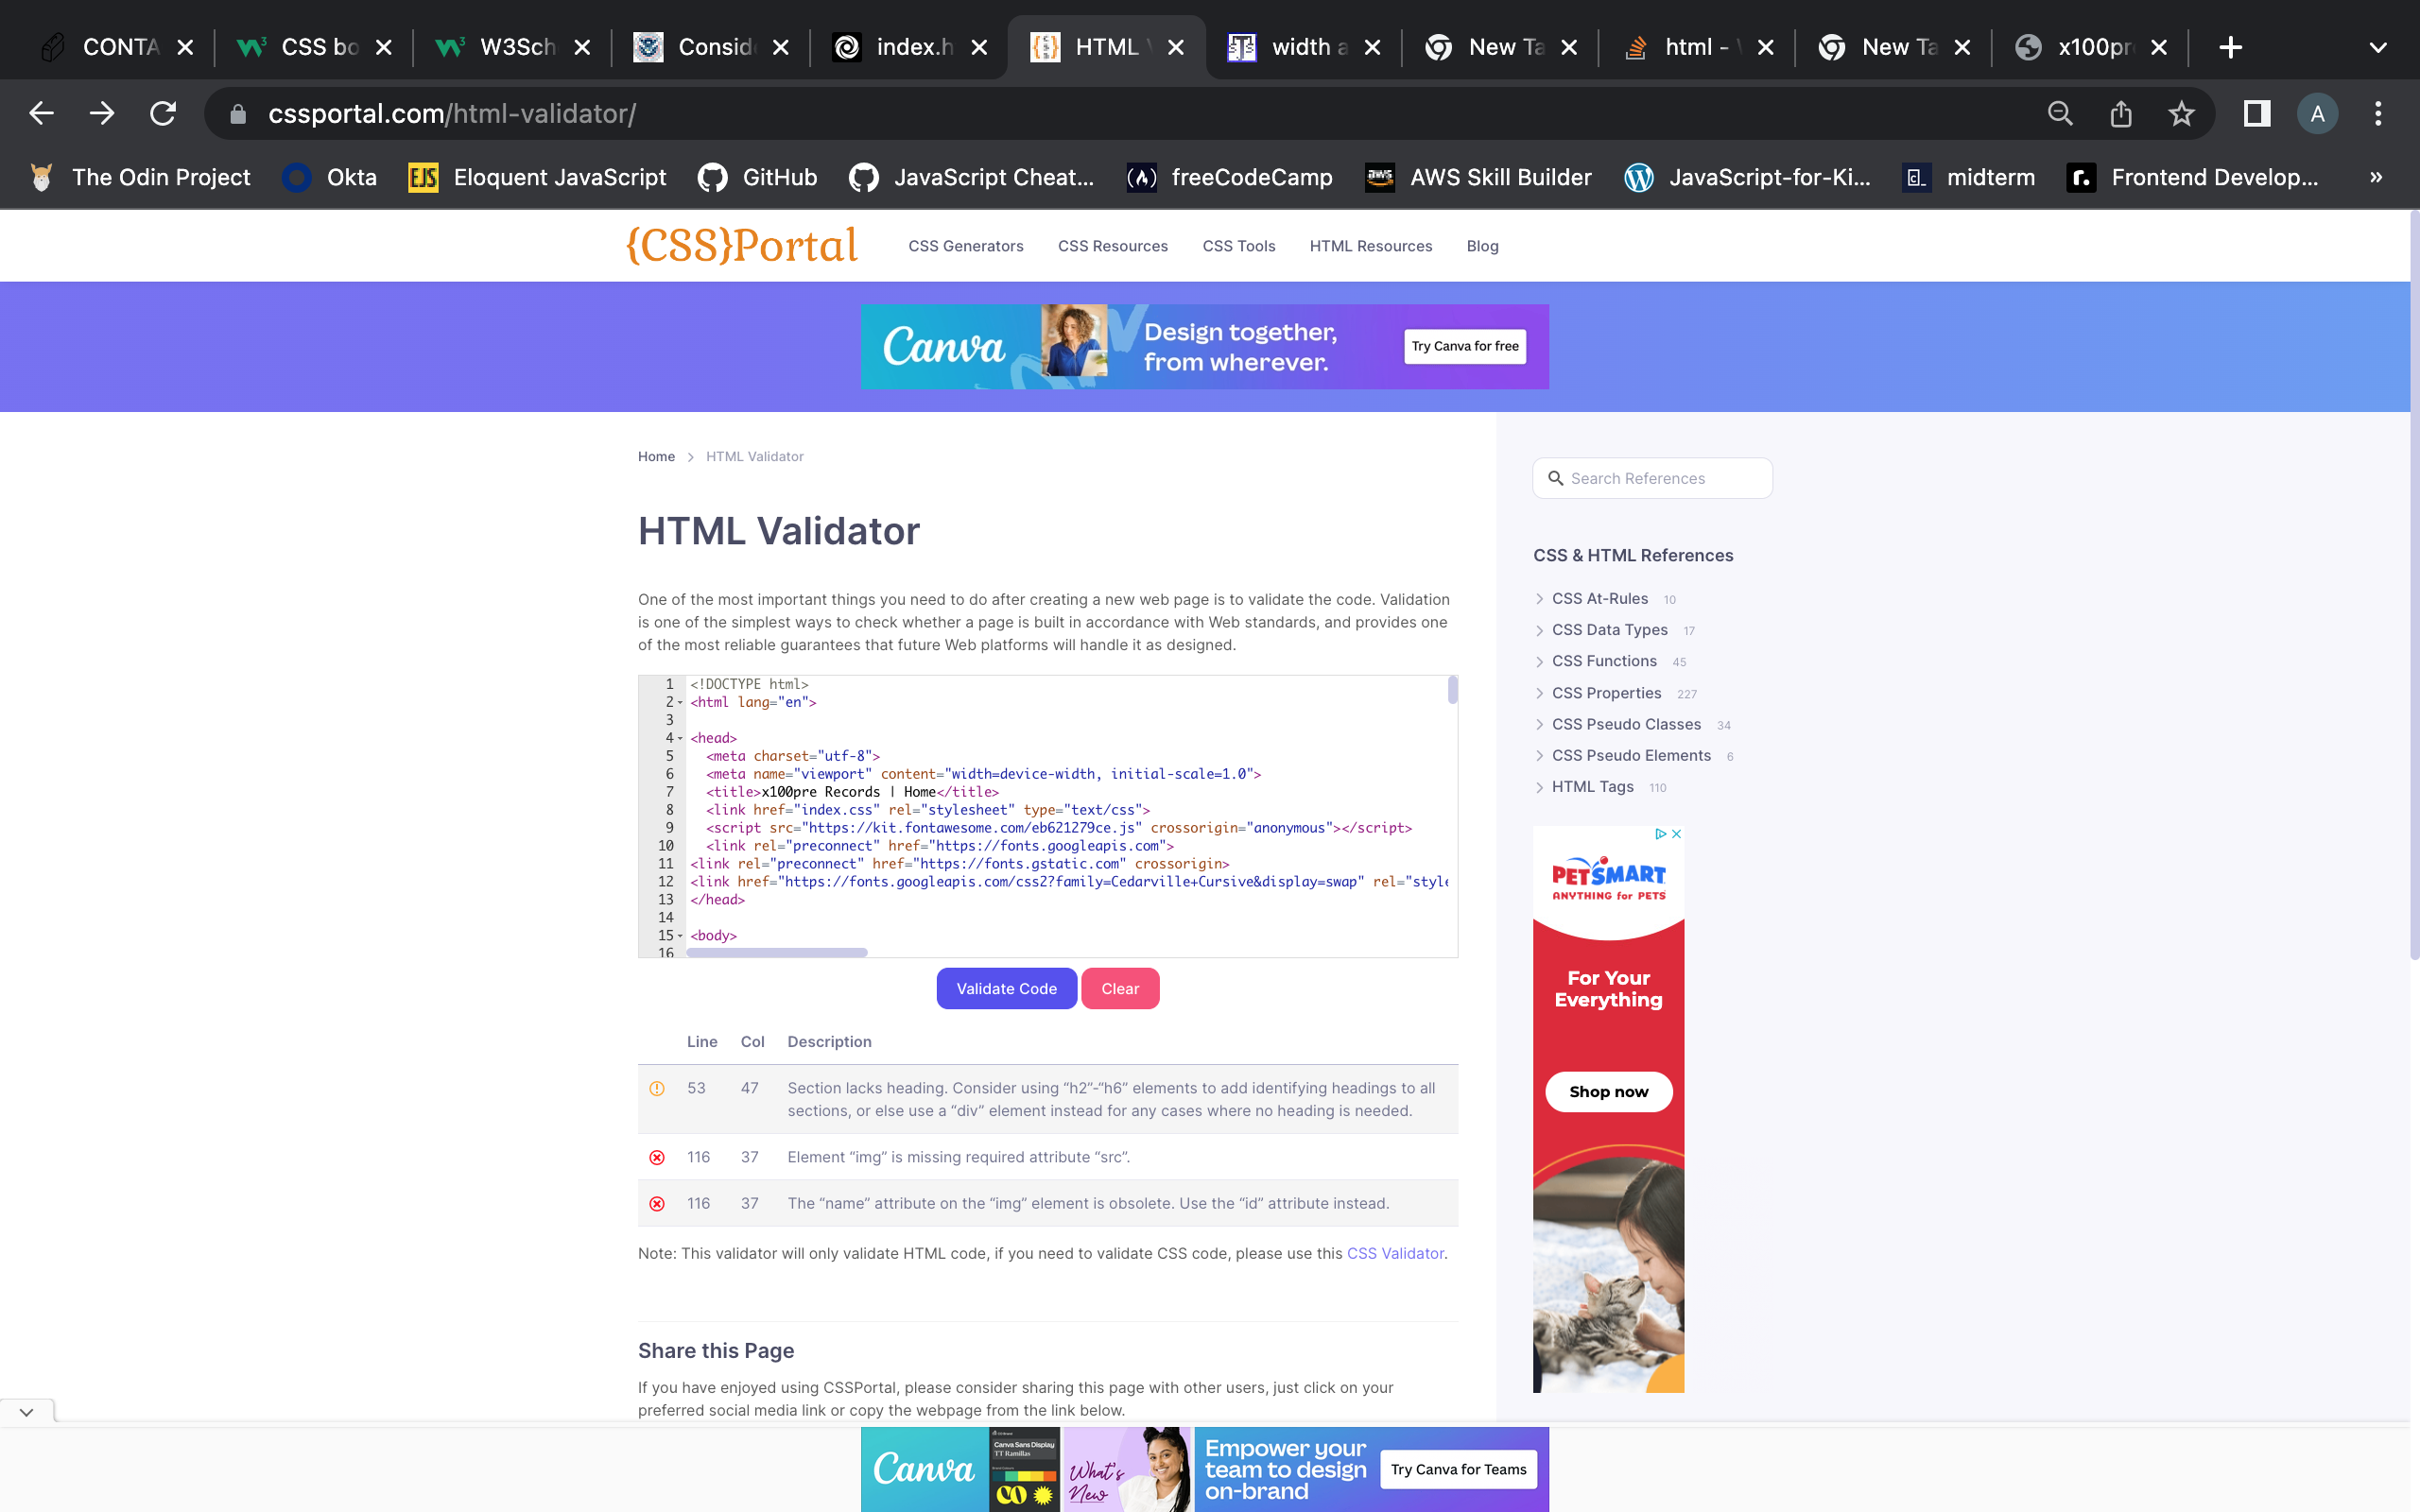 CONTA
CSS bo
W3Sch
Consid
index.h
HTML
width a
New Ta
html -
New Ta
x100pr
cssportal.com/html-validator/
A
The Odin Project
Okta
EJS
Eloquent JavaScript
GitHub
JavaScript Cheat...
freeCodeCamp
AWS Skill Builder
JavaScript-for-Ki...
midterm
Frontend Develop...
»
{CSS}Portal
CSS Generators
CSS Resources
CSS Tools
HTML Resources
Blog
Canva
Design together,
from wherever.
Try Canva for free
Home > HTML Validator
HTML Validator
One of the most important things you need to do after creating a new web page is to validate the code. Validation
is one of the simplest ways to check whether a page is built in accordance with Web standards, and provides one
of the most reliable guarantees that future Web platforms will handle it as designed.
1 <!DOCTYPE html>
2 <html lang="en">
3
4 <head>
5 <meta charset="utf-8">
6 <meta name="viewport" content="width=device-width, initial-scale=1.0">
7 <title>x100pre Records | Home</title>
8 <link href="index.css" rel="stylesheet" type="text/css">
9 <script src="https://kit.fontawesome.com/eb621279ce.js" crossorigin="anonymous"></script>
10 <link rel="preconnect" href="https://fonts.googleapis.com">
11 <link rel="preconnect" href="https://fonts.gstatic.com" crossorigin>
12 <link href="https://fonts.googleapis.com/css2?family=Cedarville+Cursive&display=swap" rel="style
13 </head>
14
15 <body>
16
Validate Code
Clear
Line Col Description
53 47 Section lacks heading. Consider using “h2”-“h6” elements to add identifying headings to all
sections, or else use a “div” element instead for any cases where no heading is needed.
116 37 Element “img” is missing required attribute “src”.
116 37 The “name” attribute on the “img” element is obsolete. Use the “id” attribute instead.
Note: This validator will only validate HTML code, if you need to validate CSS code, please use this CSS Validator.
Share this Page
If you have enjoyed using CSSPortal, please consider sharing this page with other users, just click on your
preferred social media link or copy the webpage from the link below.
Search References
CSS & HTML References
CSS At-Rules 10
CSS Data Types 17
CSS Functions 45
CSS Properties 227
CSS Pseudo Classes 34
CSS Pseudo Elements 6
HTML Tags 110
PETSMART
ANYTHING for PETS
For Your
Everything
Shop now
Canva
Canva Sans Display
TT Ramillas
What's
New
Empower your
team to design
on-brand
Try Canva for Teams